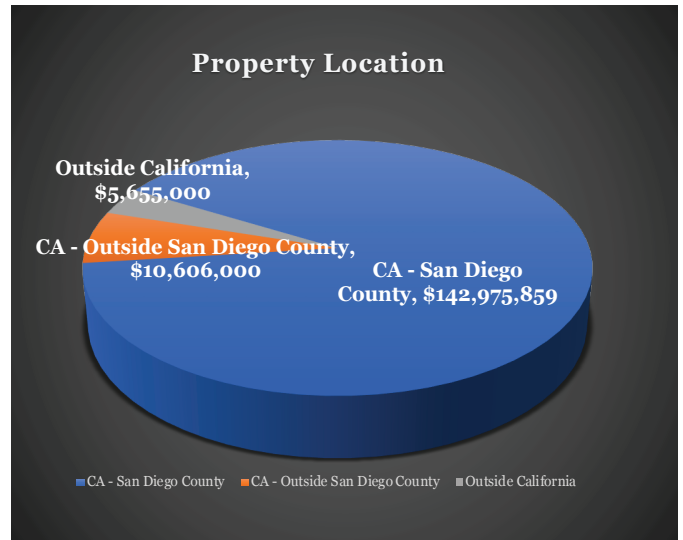 Property Location
Outside California,
$5,655,000
CA - Outside San Diego County,
$10,606,000
CA - San Diego
County, $142,975,859
CA - San Diego County CA - Outside San Diego County Outside California